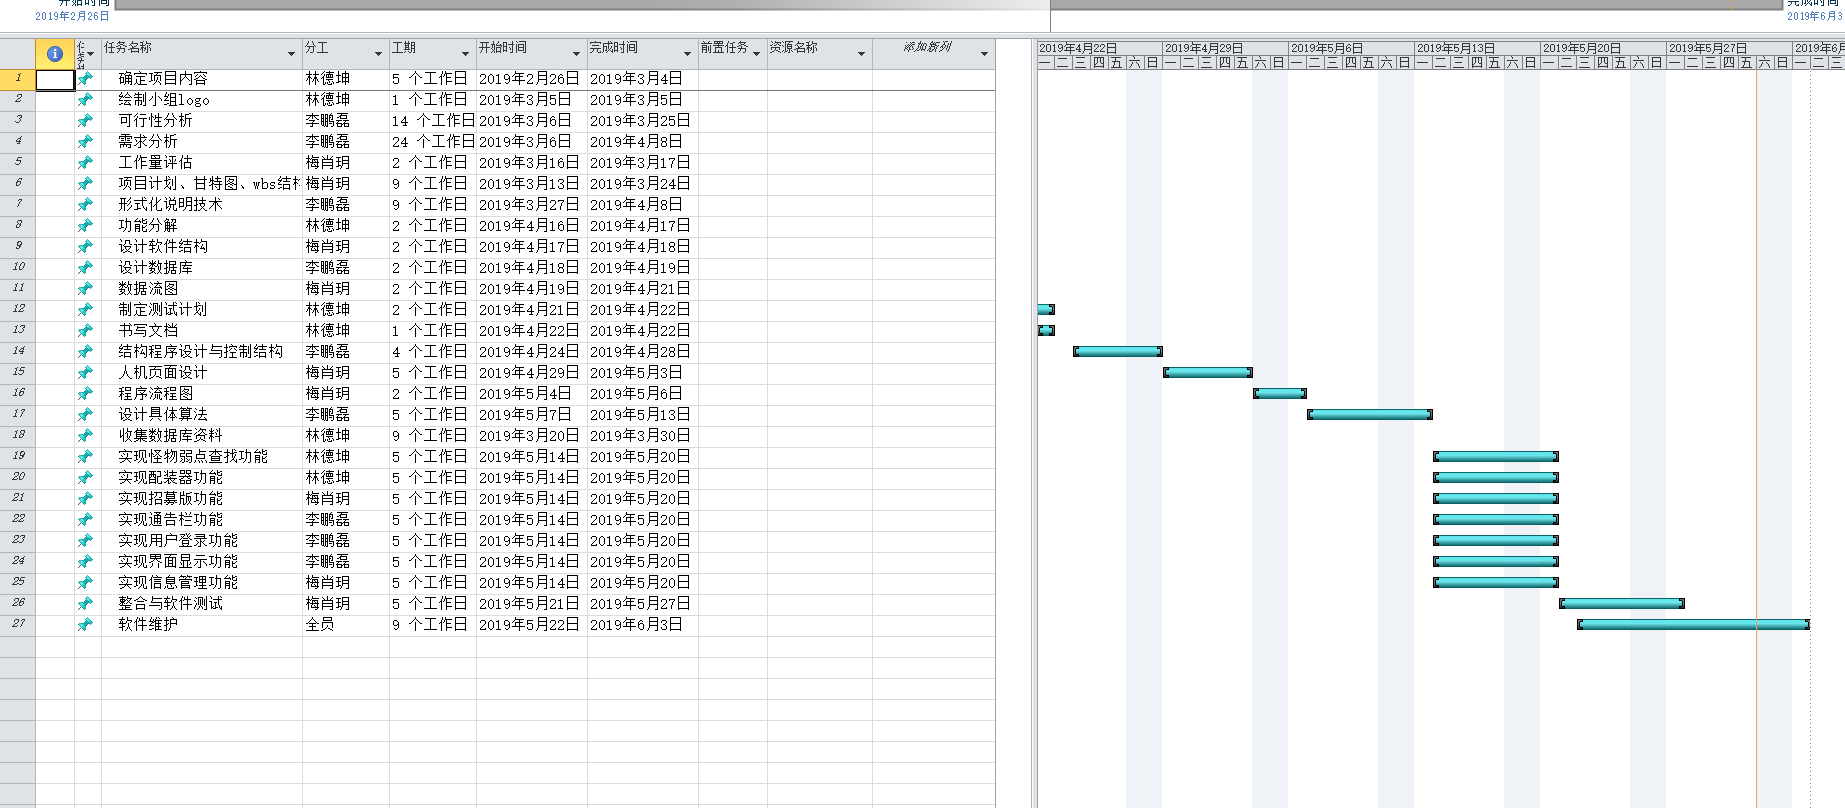 开始时间
2019年2月26日
完成时间
2019年6月3
任务名称 分工 工期 开始时间 完成时间 前置任务 资源名称 添加新列
1 确定项目内容 林德坤 5 个工作日 2019年2月26日 2019年3月4日
2 绘制小组logo 林德坤 1 个工作日 2019年3月5日 2019年3月5日
3 可行性分析 李鹏磊 14 个工作日 2019年3月6日 2019年3月25日
4 需求分析 李鹏磊 24 个工作日 2019年3月6日 2019年4月8日
5 工作量评估 梅肖玥 2 个工作日 2019年3月16日 2019年3月17日
6 项目计划、甘特图、wbs结构 梅肖玥 9 个工作日 2019年3月13日 2019年3月24日
7 形式化说明技术 李鹏磊 9 个工作日 2019年3月27日 2019年4月8日
8 功能分解 林德坤 2 个工作日 2019年4月16日 2019年4月17日
9 设计软件结构 梅肖玥 2 个工作日 2019年4月17日 2019年4月18日
10 设计数据库 李鹏磊 2 个工作日 2019年4月18日 2019年4月19日
11 数据流图 梅肖玥 2 个工作日 2019年4月19日 2019年4月21日
12 制定测试计划 林德坤 2 个工作日 2019年4月21日 2019年4月22日
13 书写文档 林德坤 1 个工作日 2019年4月22日 2019年4月22日
14 结构程序设计与控制结构 李鹏磊 4 个工作日 2019年4月24日 2019年4月28日
15 人机页面设计 梅肖玥 5 个工作日 2019年4月29日 2019年5月3日
16 程序流程图 梅肖玥 2 个工作日 2019年5月4日 2019年5月6日
17 设计具体算法 李鹏磊 5 个工作日 2019年5月7日 2019年5月13日
18 收集数据库资料 林德坤 9 个工作日 2019年3月20日 2019年3月30日
19 实现怪物弱点查找功能 林德坤 5 个工作日 2019年5月14日 2019年5月20日
20 实现配装器功能 林德坤 5 个工作日 2019年5月14日 2019年5月20日
21 实现招募版功能 梅肖玥 5 个工作日 2019年5月14日 2019年5月20日
22 实现通告栏功能 李鹏磊 5 个工作日 2019年5月14日 2019年5月20日
23 实现用户登录功能 李鹏磊 5 个工作日 2019年5月14日 2019年5月20日
24 实现界面显示功能 李鹏磊 5 个工作日 2019年5月14日 2019年5月20日
25 实现信息管理功能 梅肖玥 5 个工作日 2019年5月14日 2019年5月20日
26 整合与软件测试 梅肖玥 5 个工作日 2019年5月21日 2019年5月27日
27 软件维护 全员 9 个工作日 2019年5月22日 2019年6月3日
2019年4月22日 2019年4月29日 2019年5月6日 2019年5月13日 2019年5月20日 2019年5月27日 2019年6月
一 二 三 四 五 六 日 一 二 三 四 五 六 日 一 二 三 四 五 六 日 一 二 三 四 五 六 日 一 二 三 四 五 六 日 一 二 三 四 五 六 日 一 二 三